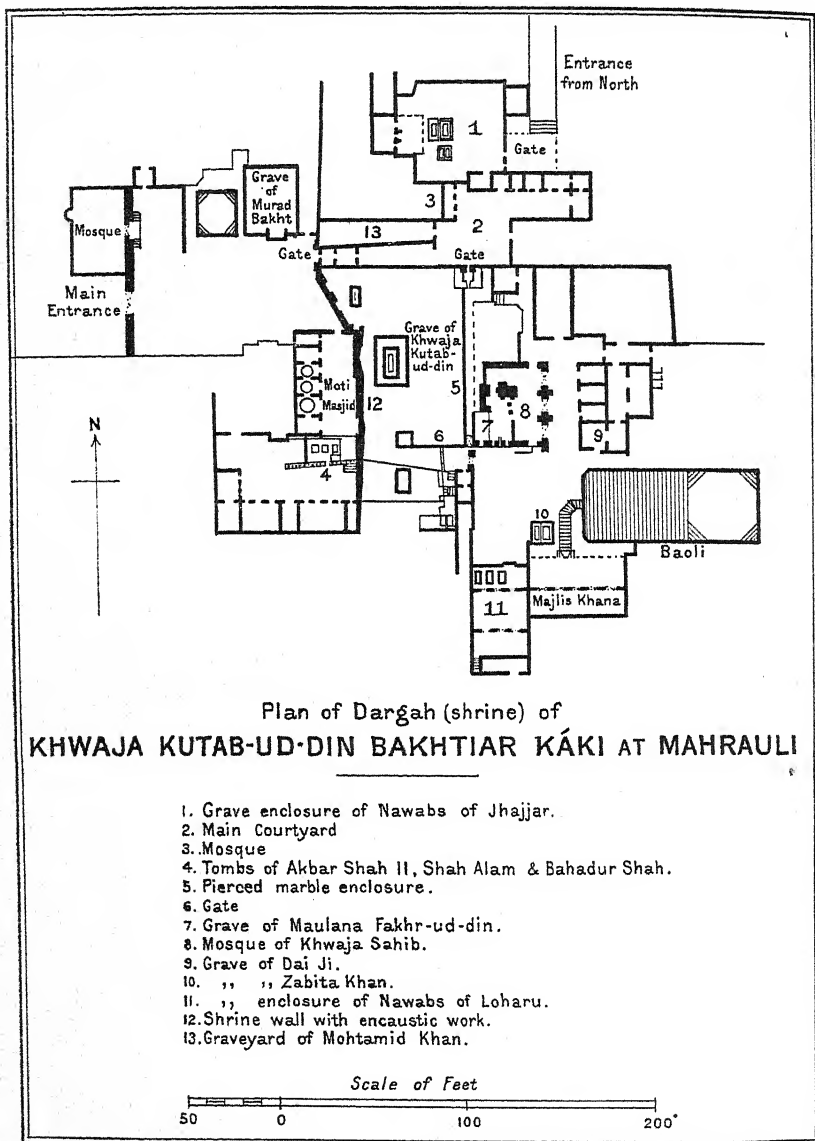 Entrance
from North
1
Gate
Grave
of
Murad
Bakht
3
2
Mosque
13
Gate
Gate
Main
Entrance
Grave of
Khwaja
Kutab-
ud-din
5
Moti
Masjid
12
8
7
6
9
N
4
10
Baoli
11
Majlis Khana
Plan of Dargah (shrine) of
KHWAJA KUTAB-UD-DIN BAKHTIAR KÁKI AT MAHRAULI
1. Grave enclosure of Nawabs of Jhajjar.
2. Main Courtyard
3. Mosque
4. Tombs of Akbar Shah II, Shah Alam & Bahadur Shah.
5. Pierced marble enclosure.
6. Gate
7. Grave of Maulana Fakhr-ud-din.
8. Mosque of Khwaja Sahib.
9. Grave of Dai Ji.
10. ,, ,, Zabita Khan.
11. ,, enclosure of Nawabs of Loharu.
12. Shrine wall with encaustic work.
13. Graveyard of Mohtamid Khan.
Scale of Feet
50 0 100 200